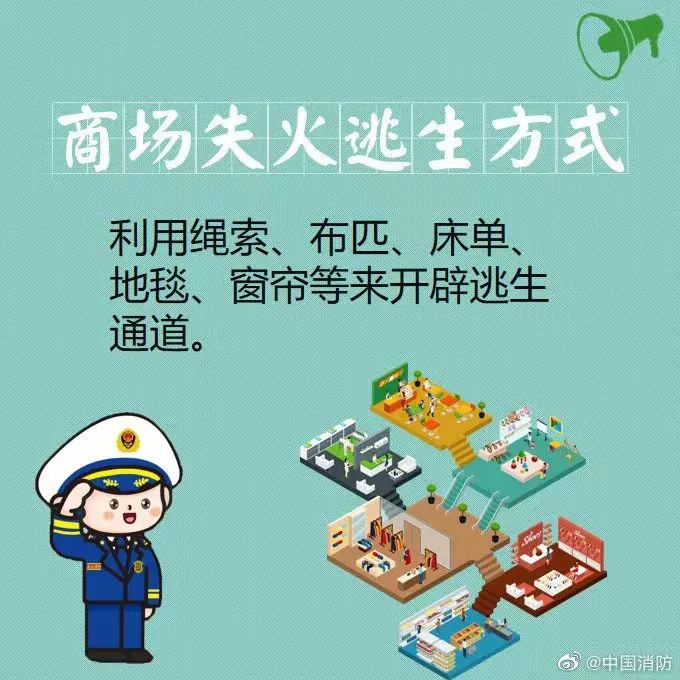 商场失火逃生方式
利用绳索、布匹、床单、
地毯、窗帘等来开辟逃生
通道。
@中国消防